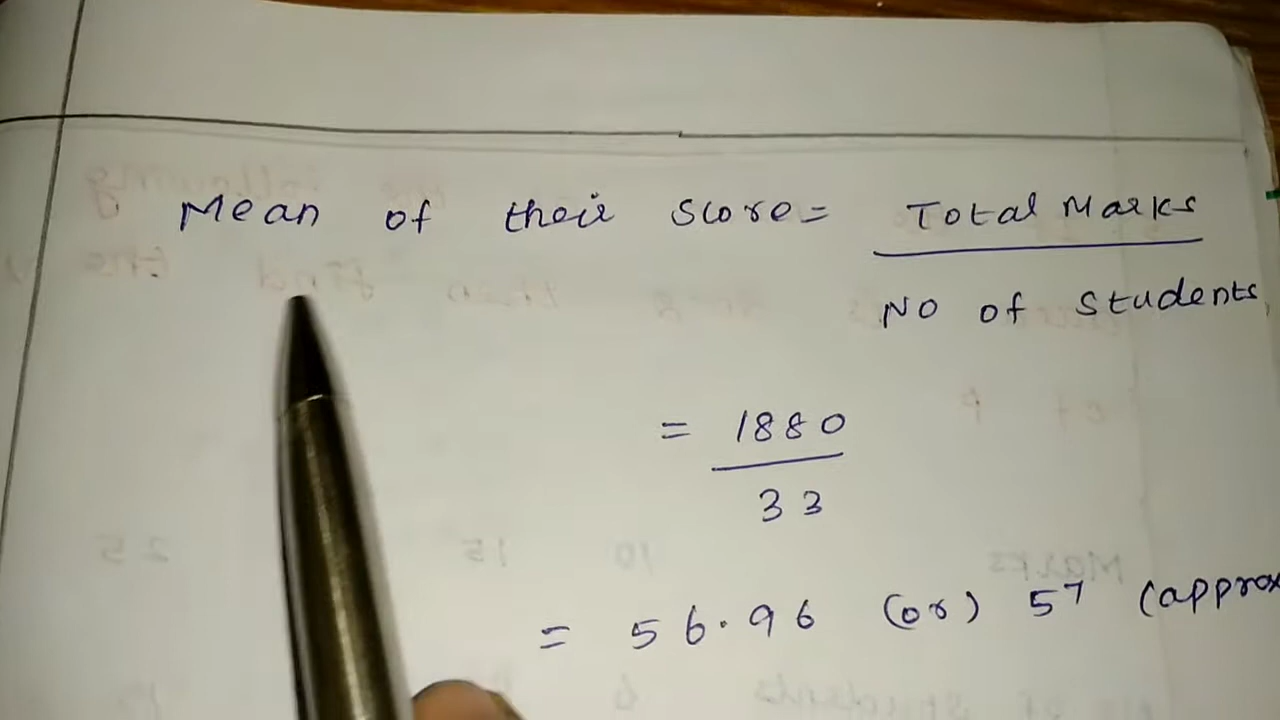 Mean of their score = Total Marks
No of students
= 1880
33
= 56.96 (or) 57 (approx